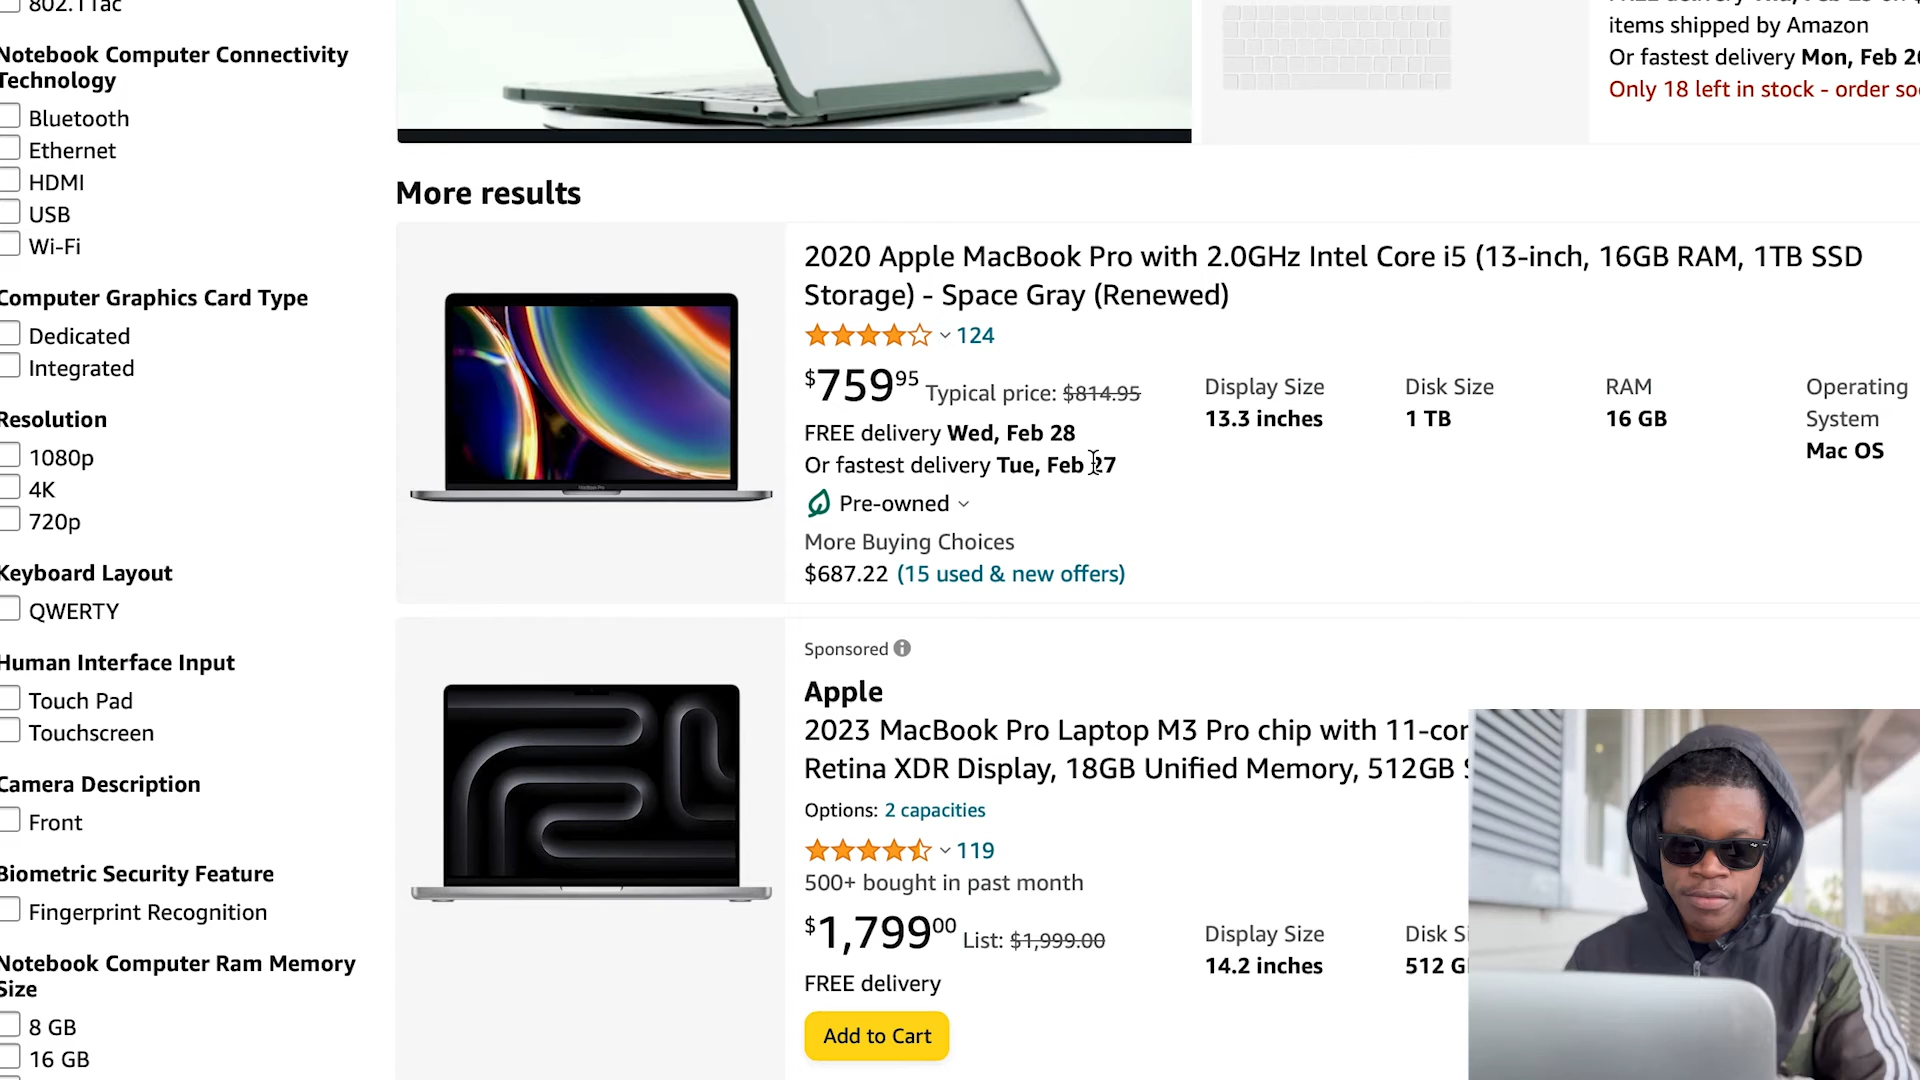 802.11ac
Notebook Computer Connectivity
Technology
Bluetooth
Ethernet
HDMI
USB
Wi-Fi
Computer Graphics Card Type
Dedicated
Integrated
Resolution
1080p
4K
720p
Keyboard Layout
QWERTY
Human Interface Input
Touch Pad
Touchscreen
Camera Description
Front
Biometric Security Feature
Fingerprint Recognition
Notebook Computer Ram Memory
Size
8 GB
16 GB
items shipped by Amazon
Or fastest delivery Mon, Feb
Only 18 left in stock - order
More results
2020 Apple MacBook Pro with 2.0GHz Intel Core i5 (13-inch, 16GB RAM, 1TB SSD
Storage) - Space Gray (Renewed)
124
$759.95 Typical price: $814.95
FREE delivery Wed, Feb 28
Or fastest delivery Tue, Feb 27
Pre-owned
More Buying Choices
$687.22 (15 used & new offers)
Display Size
13.3 inches
Disk Size
1 TB
RAM
16 GB
Operating
System
Mac OS
Sponsored
Apple
2023 MacBook Pro Laptop M3 Pro chip with
Retina XDR Display, 18GB Unified Memory, 512GB
Options: 2 capacities
119
500+ bought in past month
$1,799.00 List: $1,999.00
FREE delivery
Add to Cart
Display Size
14.2 inches
Disk
512